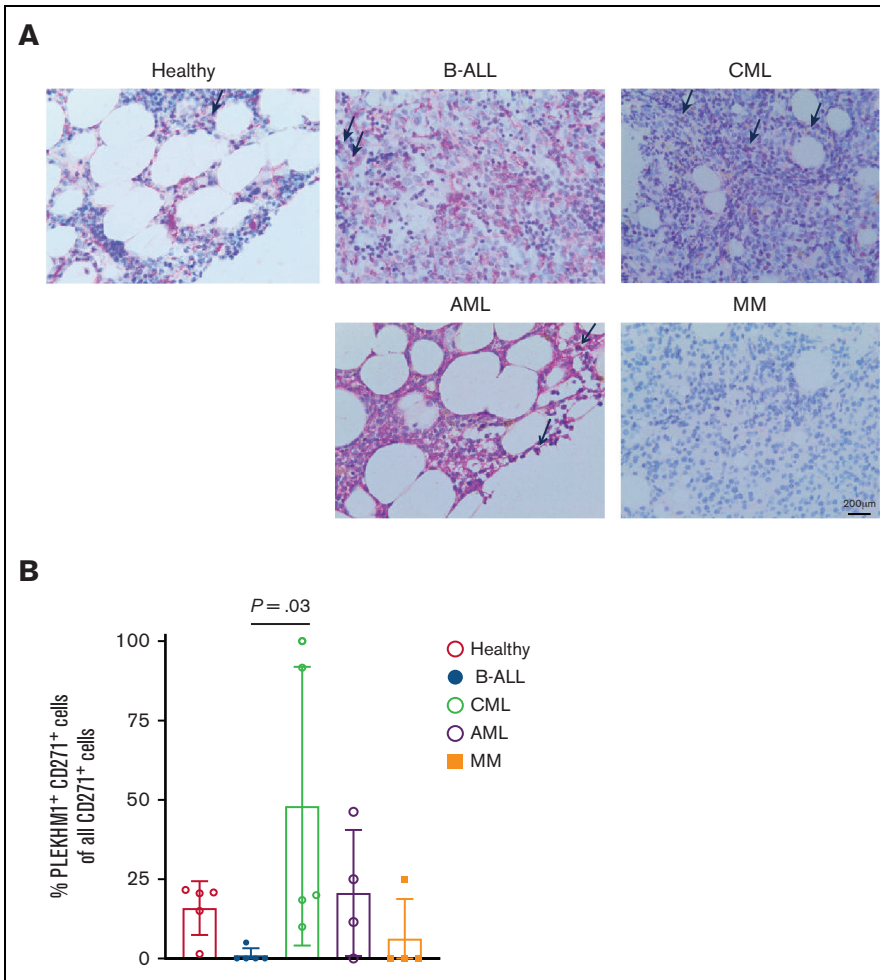 A
Healthy
B-ALL
CML
AML
MM
200μm
B
P = .03
% PLEKHM1⁺ CD271⁺ cells
of all CD271⁺ cells
100
75
50
25
0
Healthy
B-ALL
CML
AML
MM